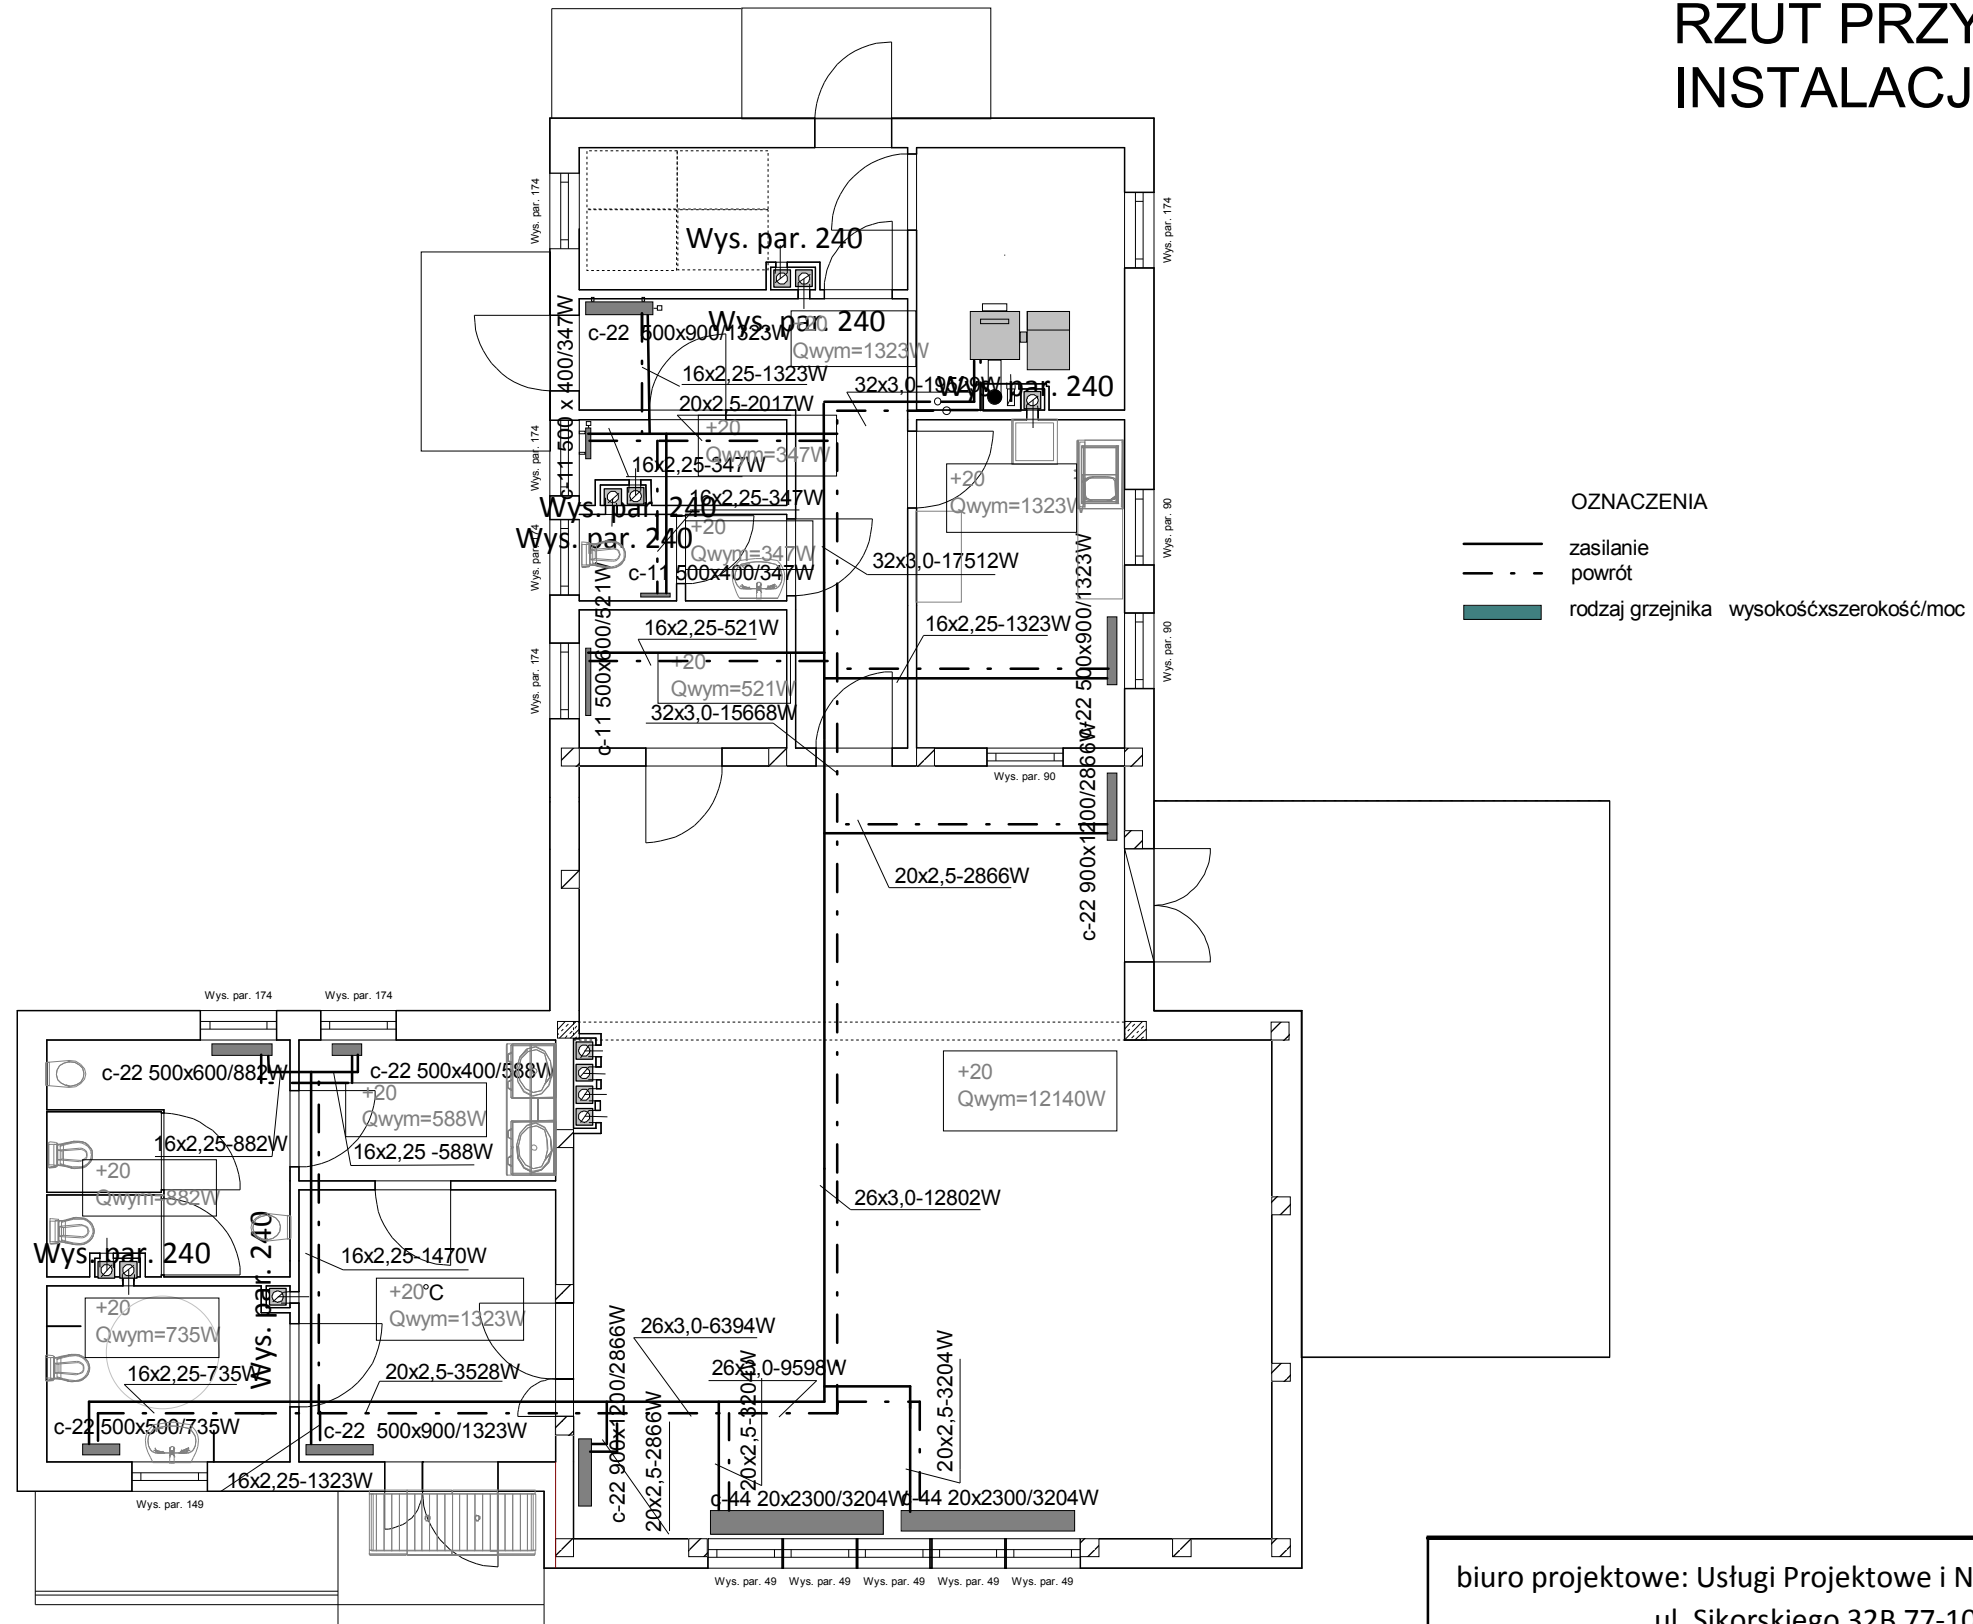 RZUT PRZY
INSTALACJ
Wys. par. 174
Wys. par. 174
Wys. par. 240
c-11 500 x 400/347W
c-22 500x900/1323W
Wys. par. 240
+20
Qwym=1323W
16x2,25-1323W
32x3,0-19529W
Wys. par. 240
20x2,5-2017W
+20
Qwym=347W
Wys. par. 174
16x2,25-347W
+20
Qwym=1323W
16x2,25-347W
Wys. par. 240
Wys. par. 240
Wys. par. 174
+20
Qwym=347W
Wys. par. 90
OZNACZENIA
zasilanie
powrót
rodzaj grzejnika wysokośćxszerokość/moc
32x3,0-17512W
c-11 500x400/347W
c-11 500x600/521W
c-22 500x900/1323W
16x2,25-521W
16x2,25-1323W
Wys. par. 90
Wys. par. 174
+20
Qwym=521W
32x3,0-15668W
Wys. par. 90
c-22 900x1200/2866W
20x2,5-2866W
Wys. par. 174
Wys. par. 174
c-22 500x600/882W
c-22 500x400/588W
+20
Qwym=588W
+20
Qwym=12140W
16x2,25-882W
16x2,25 -588W
+20
Qwym=882W
26x3,0-12802W
Wys. par. 240
Wys. par. 240
16x2,25-1470W
+20°C
Qwym=1323W
+20
Qwym=735W
26x3,0-6394W
16x2,25-735W
20x2,5-3528W
26x3,0-9598W
c-22 900x1200/2866W
20x2,5-2866W
20x2,5-3204W
20x2,5-3204W
c-22 500x500/735W
c-22 500x900/1323W
16x2,25-1323W
c-44 20x2300/3204W
c-44 20x2300/3204W
Wys. par. 149
Wys. par. 49
Wys. par. 49
Wys. par. 49
Wys. par. 49
Wys. par. 49
biuro projektowe: Usługi Projektowe i N
ul. Sikorskiego 32B 77-10